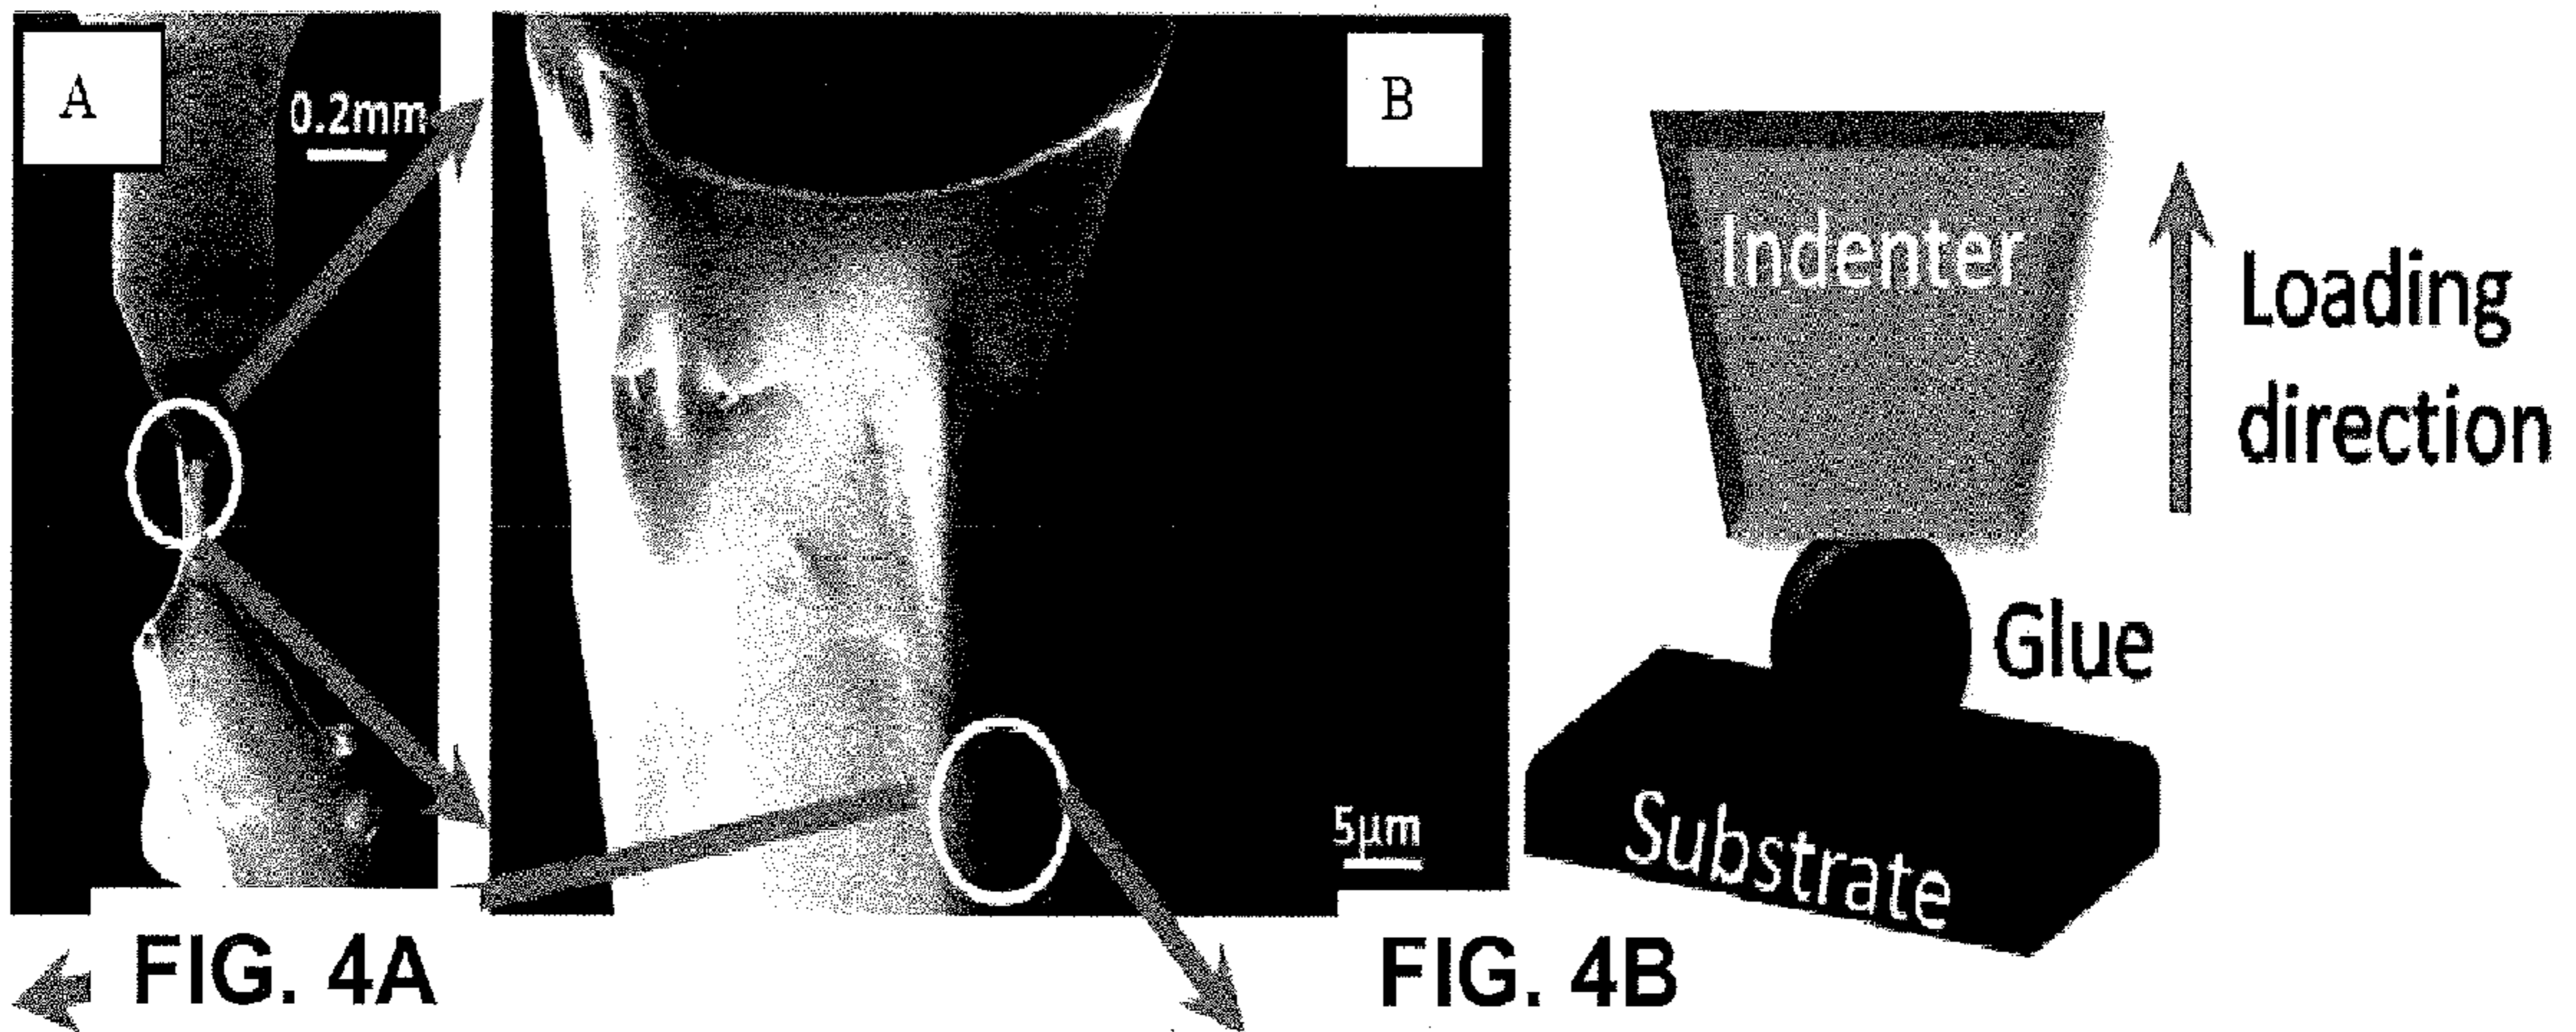 A
0.2mm
B
5µm
Indenter
Loading
direction
Glue
Substrate
FIG. 4A
FIG. 4B